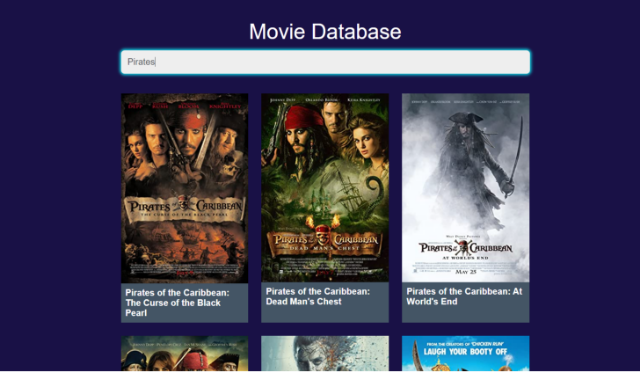 Movie Database
Pirates
JOHNNY DEPP ORLANDO BLOOM KEIRA KNIGHTLEY
PIRATES of the CARIBBEAN
THE CURSE OF THE BLACK PEARL
PIRATES of the CARIBBEAN
DEAD MAN'S CHEST
PIRATES of the CARIBBEAN
AT WORLDS END
MAY 25
Pirates of the Caribbean:
The Curse of the Black
Pearl
Pirates of the Caribbean:
Dead Man's Chest
Pirates of the Caribbean: At
World's End
FROM THE CREATORS OF "CHICKEN RUN"
LAUGH YOUR BOOTY OFF